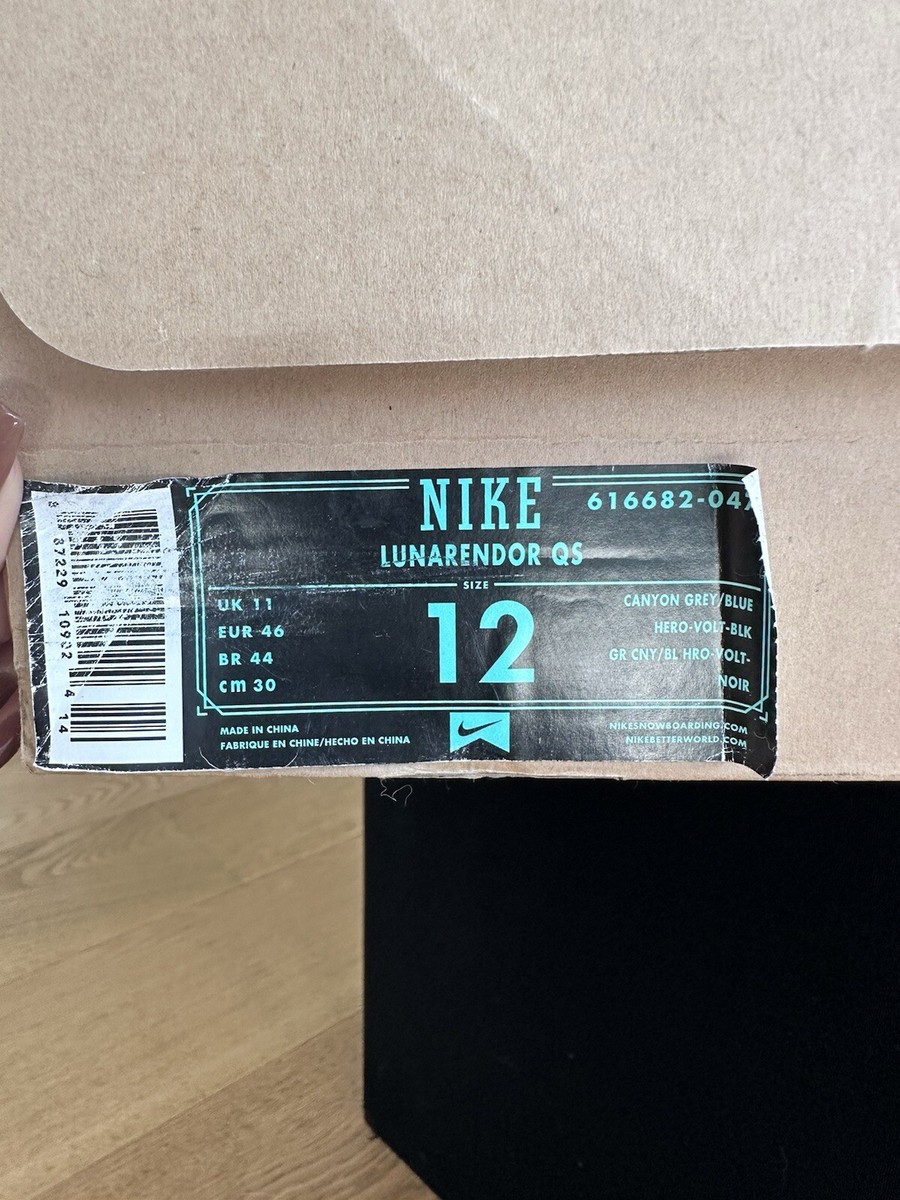 NIKE
LUNARENDOR QS
SIZE
12
UK 11
EUR 46
BR 44
cm 30
CANYON GREY/BLUE
HERO-VOLT-BLK
GR CNY/BL HRO-VOLT-
NOIR
MADE IN CHINA
FABRIQUE EN CHINE/HECHO EN CHINA
NIKESNOWBOARDING.COM
NIKEBETTERWORLD.COM
4 14